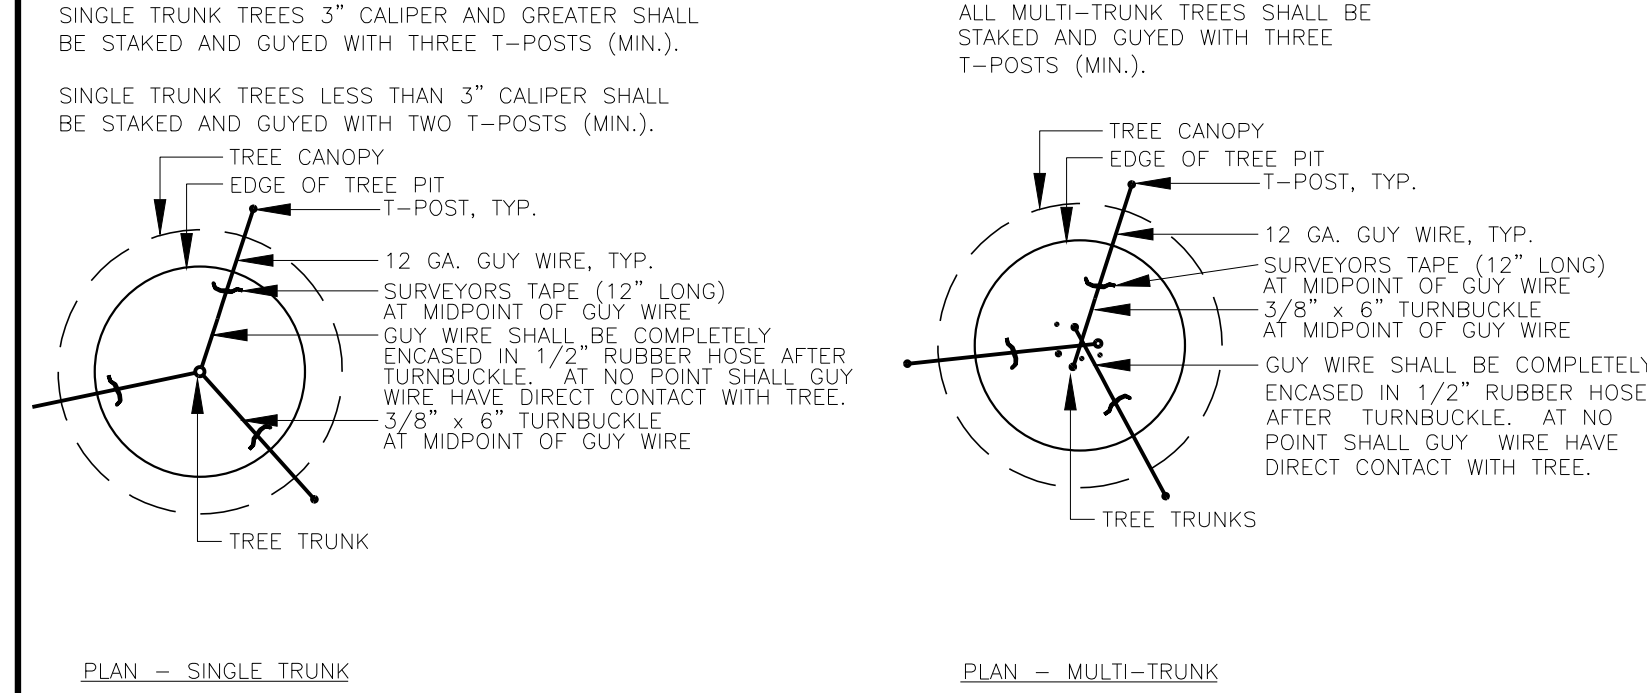 SINGLE TRUNK TREES 3" CALIPER AND GREATER SHALL
BE STAKED AND GUYED WITH THREE T-POSTS (MIN.).
SINGLE TRUNK TREES LESS THAN 3" CALIPER SHALL
BE STAKED AND GUYED WITH TWO T-POSTS (MIN.).
TREE CANOPY
EDGE OF TREE PIT
T-POST, TYP.
12 GA. GUY WIRE, TYP.
SURVEYORS TAPE (12" LONG)
AT MIDPOINT OF GUY WIRE
GUY WIRE SHALL BE COMPLETELY
ENCASED IN 1/2" RUBBER HOSE AFTER
TURNBUCKLE. AT NO POINT SHALL GUY
WIRE HAVE DIRECT CONTACT WITH TREE.
3/8" x 6" TURNBUCKLE
AT MIDPOINT OF GUY WIRE
TREE TRUNK
PLAN - SINGLE TRUNK
ALL MULTI-TRUNK TREES SHALL BE
STAKED AND GUYED WITH THREE
T-POSTS (MIN.).
TREE CANOPY
EDGE OF TREE PIT
T-POST, TYP.
12 GA. GUY WIRE, TYP.
SURVEYORS TAPE (12" LONG)
AT MIDPOINT OF GUY WIRE
3/8" x 6" TURNBUCKLE
AT MIDPOINT OF GUY WIRE
GUY WIRE SHALL BE COMPLETELY
ENCASED IN 1/2" RUBBER HOSE
AFTER TURNBUCKLE. AT NO
POINT SHALL GUY WIRE HAVE
DIRECT CONTACT WITH TREE.
TREE TRUNKS
PLAN - MULTI-TRUNK